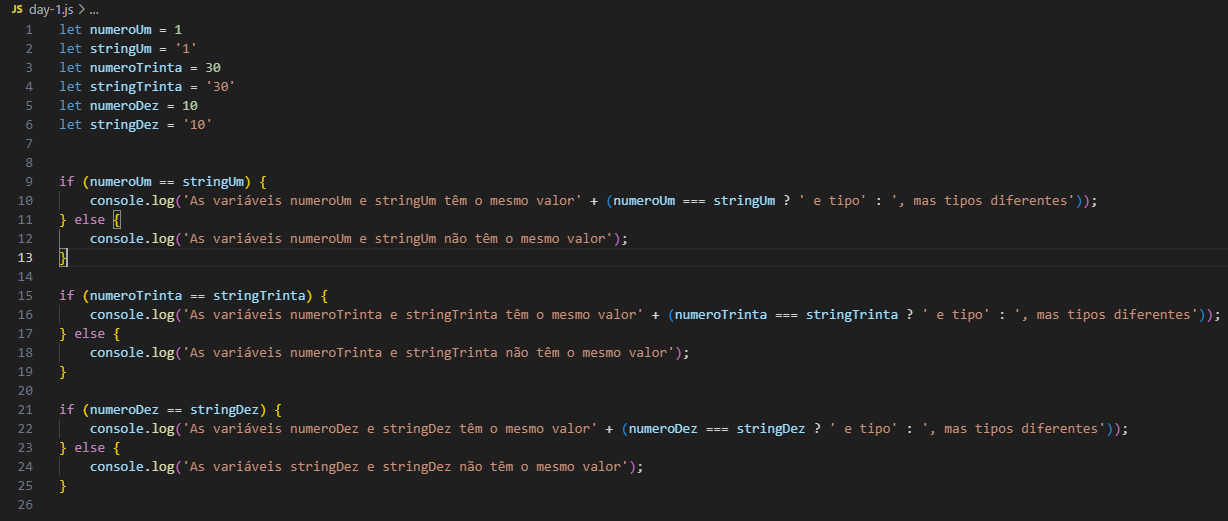 JS day-1.js > ...
1 let numeroUm = 1
2 let stringUm = '1'
3 let numeroTrinta = 30
4 let stringTrinta = '30'
5 let numeroDez = 10
6 let stringDez = '10'
7
8
9 if (numeroUm == stringUm) {
10 console.log('As variáveis numeroUm e stringUm têm o mesmo valor' + (numeroUm === stringUm ? ' e tipo' : ', mas tipos diferentes'));
11 } else {
12 console.log('As variáveis numeroUm e stringUm não têm o mesmo valor');
13 }
14
15 if (numeroTrinta == stringTrinta) {
16 console.log('As variáveis numeroTrinta e stringTrinta têm o mesmo valor' + (numeroTrinta === stringTrinta ? ' e tipo' : ', mas tipos diferentes'));
17 } else {
18 console.log('As variáveis numeroTrinta e stringTrinta não têm o mesmo valor');
19 }
20
21 if (numeroDez == stringDez) {
22 console.log('As variáveis numeroDez e stringDez têm o mesmo valor' + (numeroDez === stringDez ? ' e tipo' : ', mas tipos diferentes'));
23 } else {
24 console.log('As variáveis stringDez e stringDez não têm o mesmo valor');
25 }
26